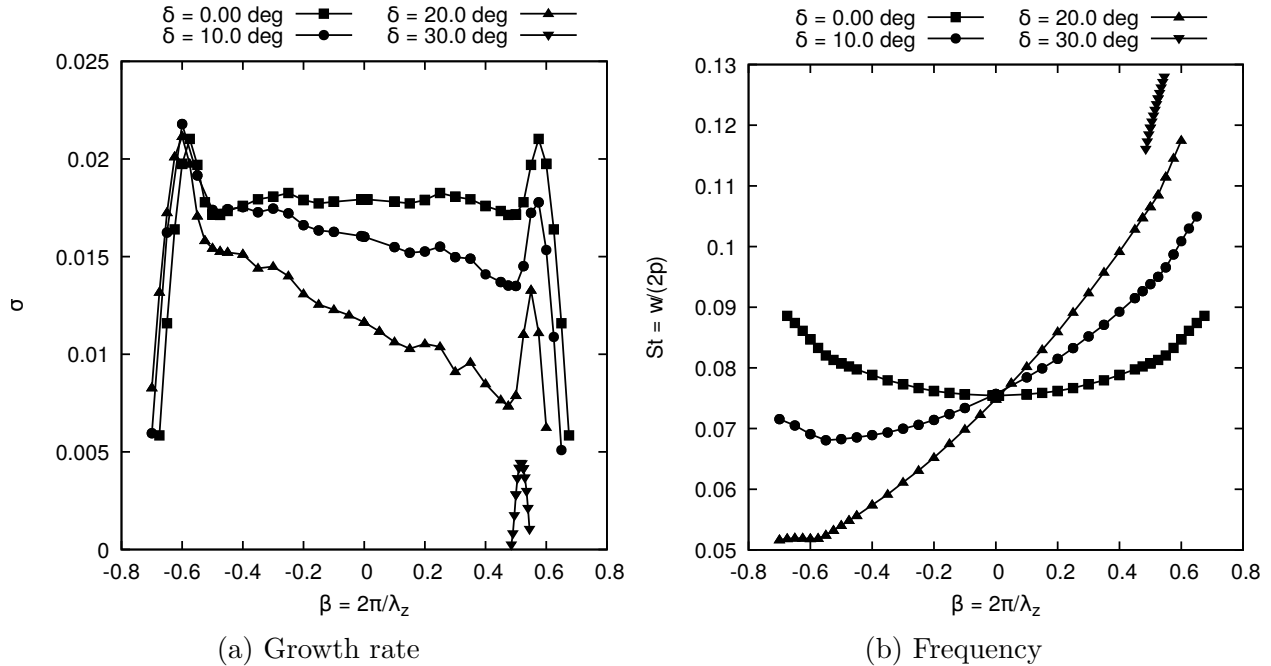 δ = 0.00 deg
δ = 10.0 deg
δ = 20.0 deg
δ = 30.0 deg
0.025
0.02
0.015
0.01
0.005
0
σ
-0.8 -0.6 -0.4 -0.2 0 0.2 0.4 0.6 0.8
β = 2π/λz
(a) Growth rate
δ = 0.00 deg
δ = 10.0 deg
δ = 20.0 deg
δ = 30.0 deg
0.13
0.12
0.11
0.1
0.09
0.08
0.07
0.06
0.05
St = w/(2p)
-0.8 -0.6 -0.4 -0.2 0 0.2 0.4 0.6 0.8
β = 2π/λz
(b) Frequency